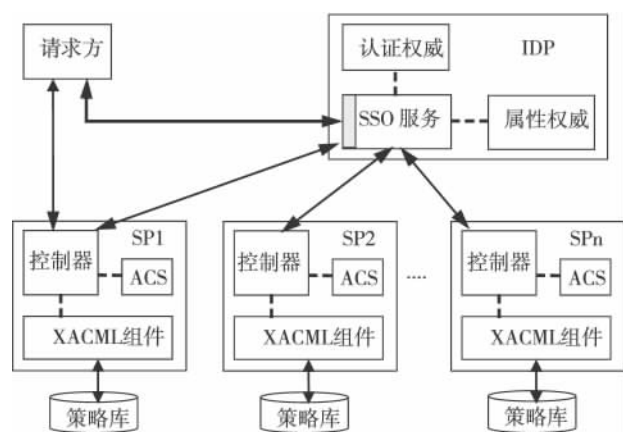 请求方
认证权威
IDP
SSO 服务
属性权威
SP1
控制器
ACS
XACML组件
策略库
SP2
控制器
ACS
XACML组件
策略库
....
SPn
控制器
ACS
XACML组件
策略库